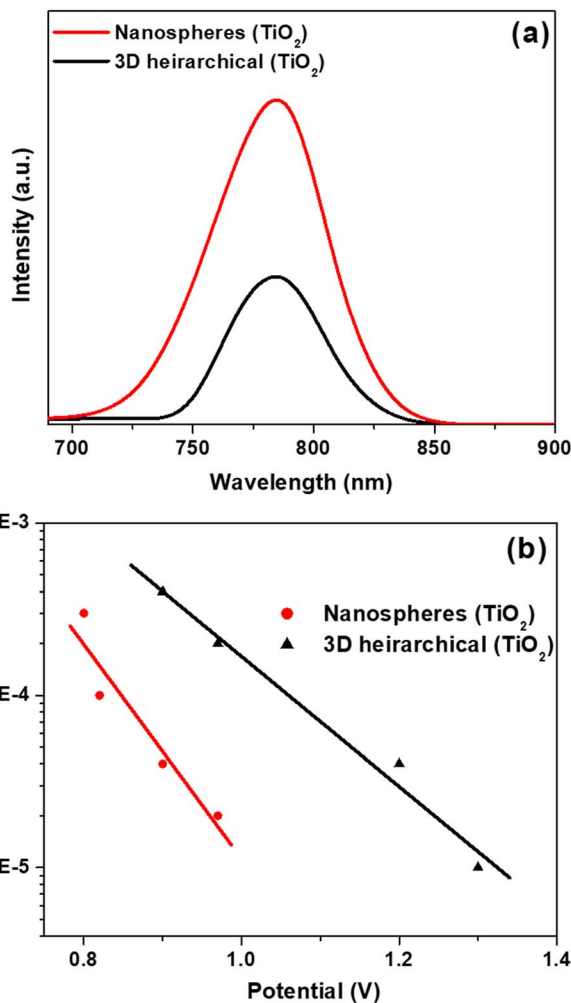 (a)
Nanospheres (TiO₂)
3D heirarchical (TiO₂)
Intensity (a.u.)
700 750 800 850 900
Wavelength (nm)
E-3
(b)
Nanospheres (TiO₂)
3D heirarchical (TiO₂)
E-4
E-5
0.8 1.0 1.2 1.4
Potential (V)